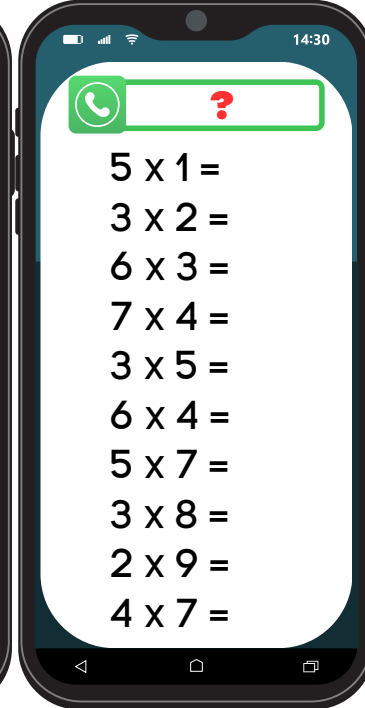 14:30
?
5 x 1 =
3 x 2 =
6 x 3 =
7 x 4 =
3 x 5 =
6 x 4 =
5 x 7 =
3 x 8 =
2 x 9 =
4 x 7 =